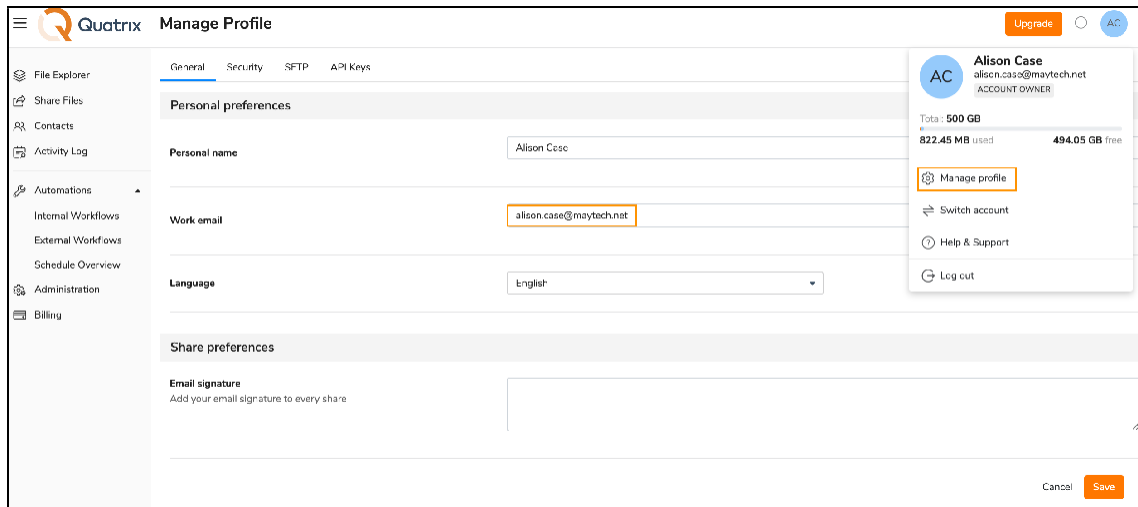 Quatrix
Manage Profile
Upgrade
AC
File Explorer
Share Files
Contacts
Activity Log
Automations
Internal Workflows
External Workflows
Schedule Overview
Administration
Billing
General Security SFTP API Keys
Personal preferences
Personal name
Alison Case
Work email
alison.case@maytech.net
Language
English
Share preferences
Email signature
Add your email signature to every share
Cancel
Save
AC
Alison Case
alison.case@maytech.net
ACCOUNT OWNER
Total: 500 GB
822.45 MB used 494.05 GB free
Manage profile
Switch account
Help & Support
Log out